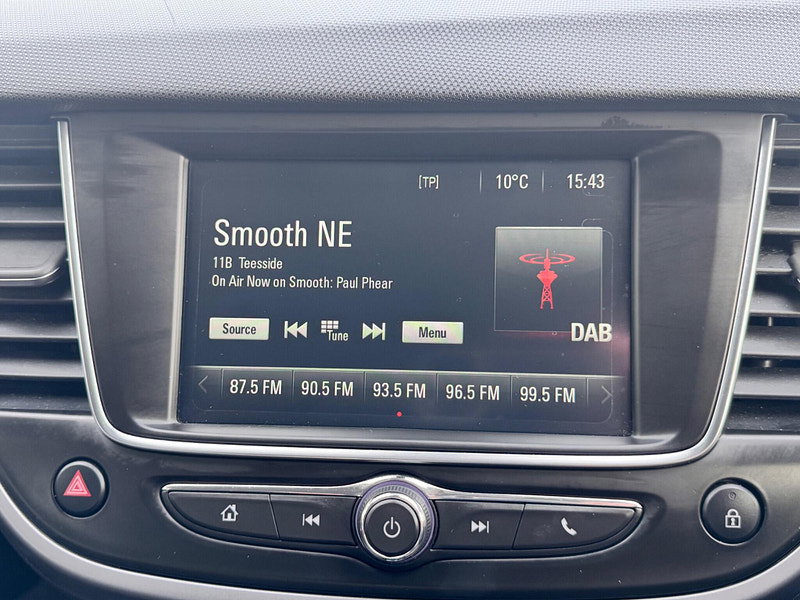 [TP] 10°C 15:43
Smooth NE
11B Teesside
On Air Now on Smooth: Paul Phear
DAB
Source Tune Menu
87.5 FM 90.5 FM 93.5 FM 96.5 FM 99.5 FM